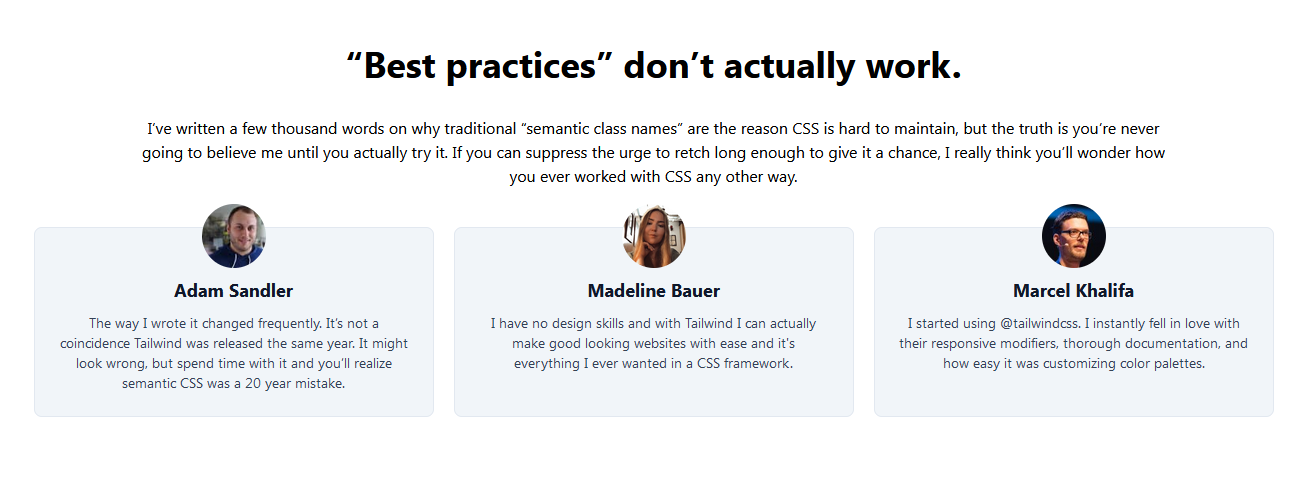 “Best practices” don’t actually work.
I’ve written a few thousand words on why traditional “semantic class names” are the reason CSS is hard to maintain, but the truth is you’re never
going to believe me until you actually try it. If you can suppress the urge to retch long enough to give it a chance, I really think you’ll wonder how
you ever worked with CSS any other way.
Adam Sandler
The way I wrote it changed frequently. It’s not a
coincidence Tailwind was released the same year. It might
look wrong, but spend time with it and you’ll realize
semantic CSS was a 20 year mistake.
Madeline Bauer
I have no design skills and with Tailwind I can actually
make good looking websites with ease and it's
everything I ever wanted in a CSS framework.
Marcel Khalifa
I started using @tailwindcss. I instantly fell in love with
their responsive modifiers, thorough documentation, and
how easy it was customizing color palettes.